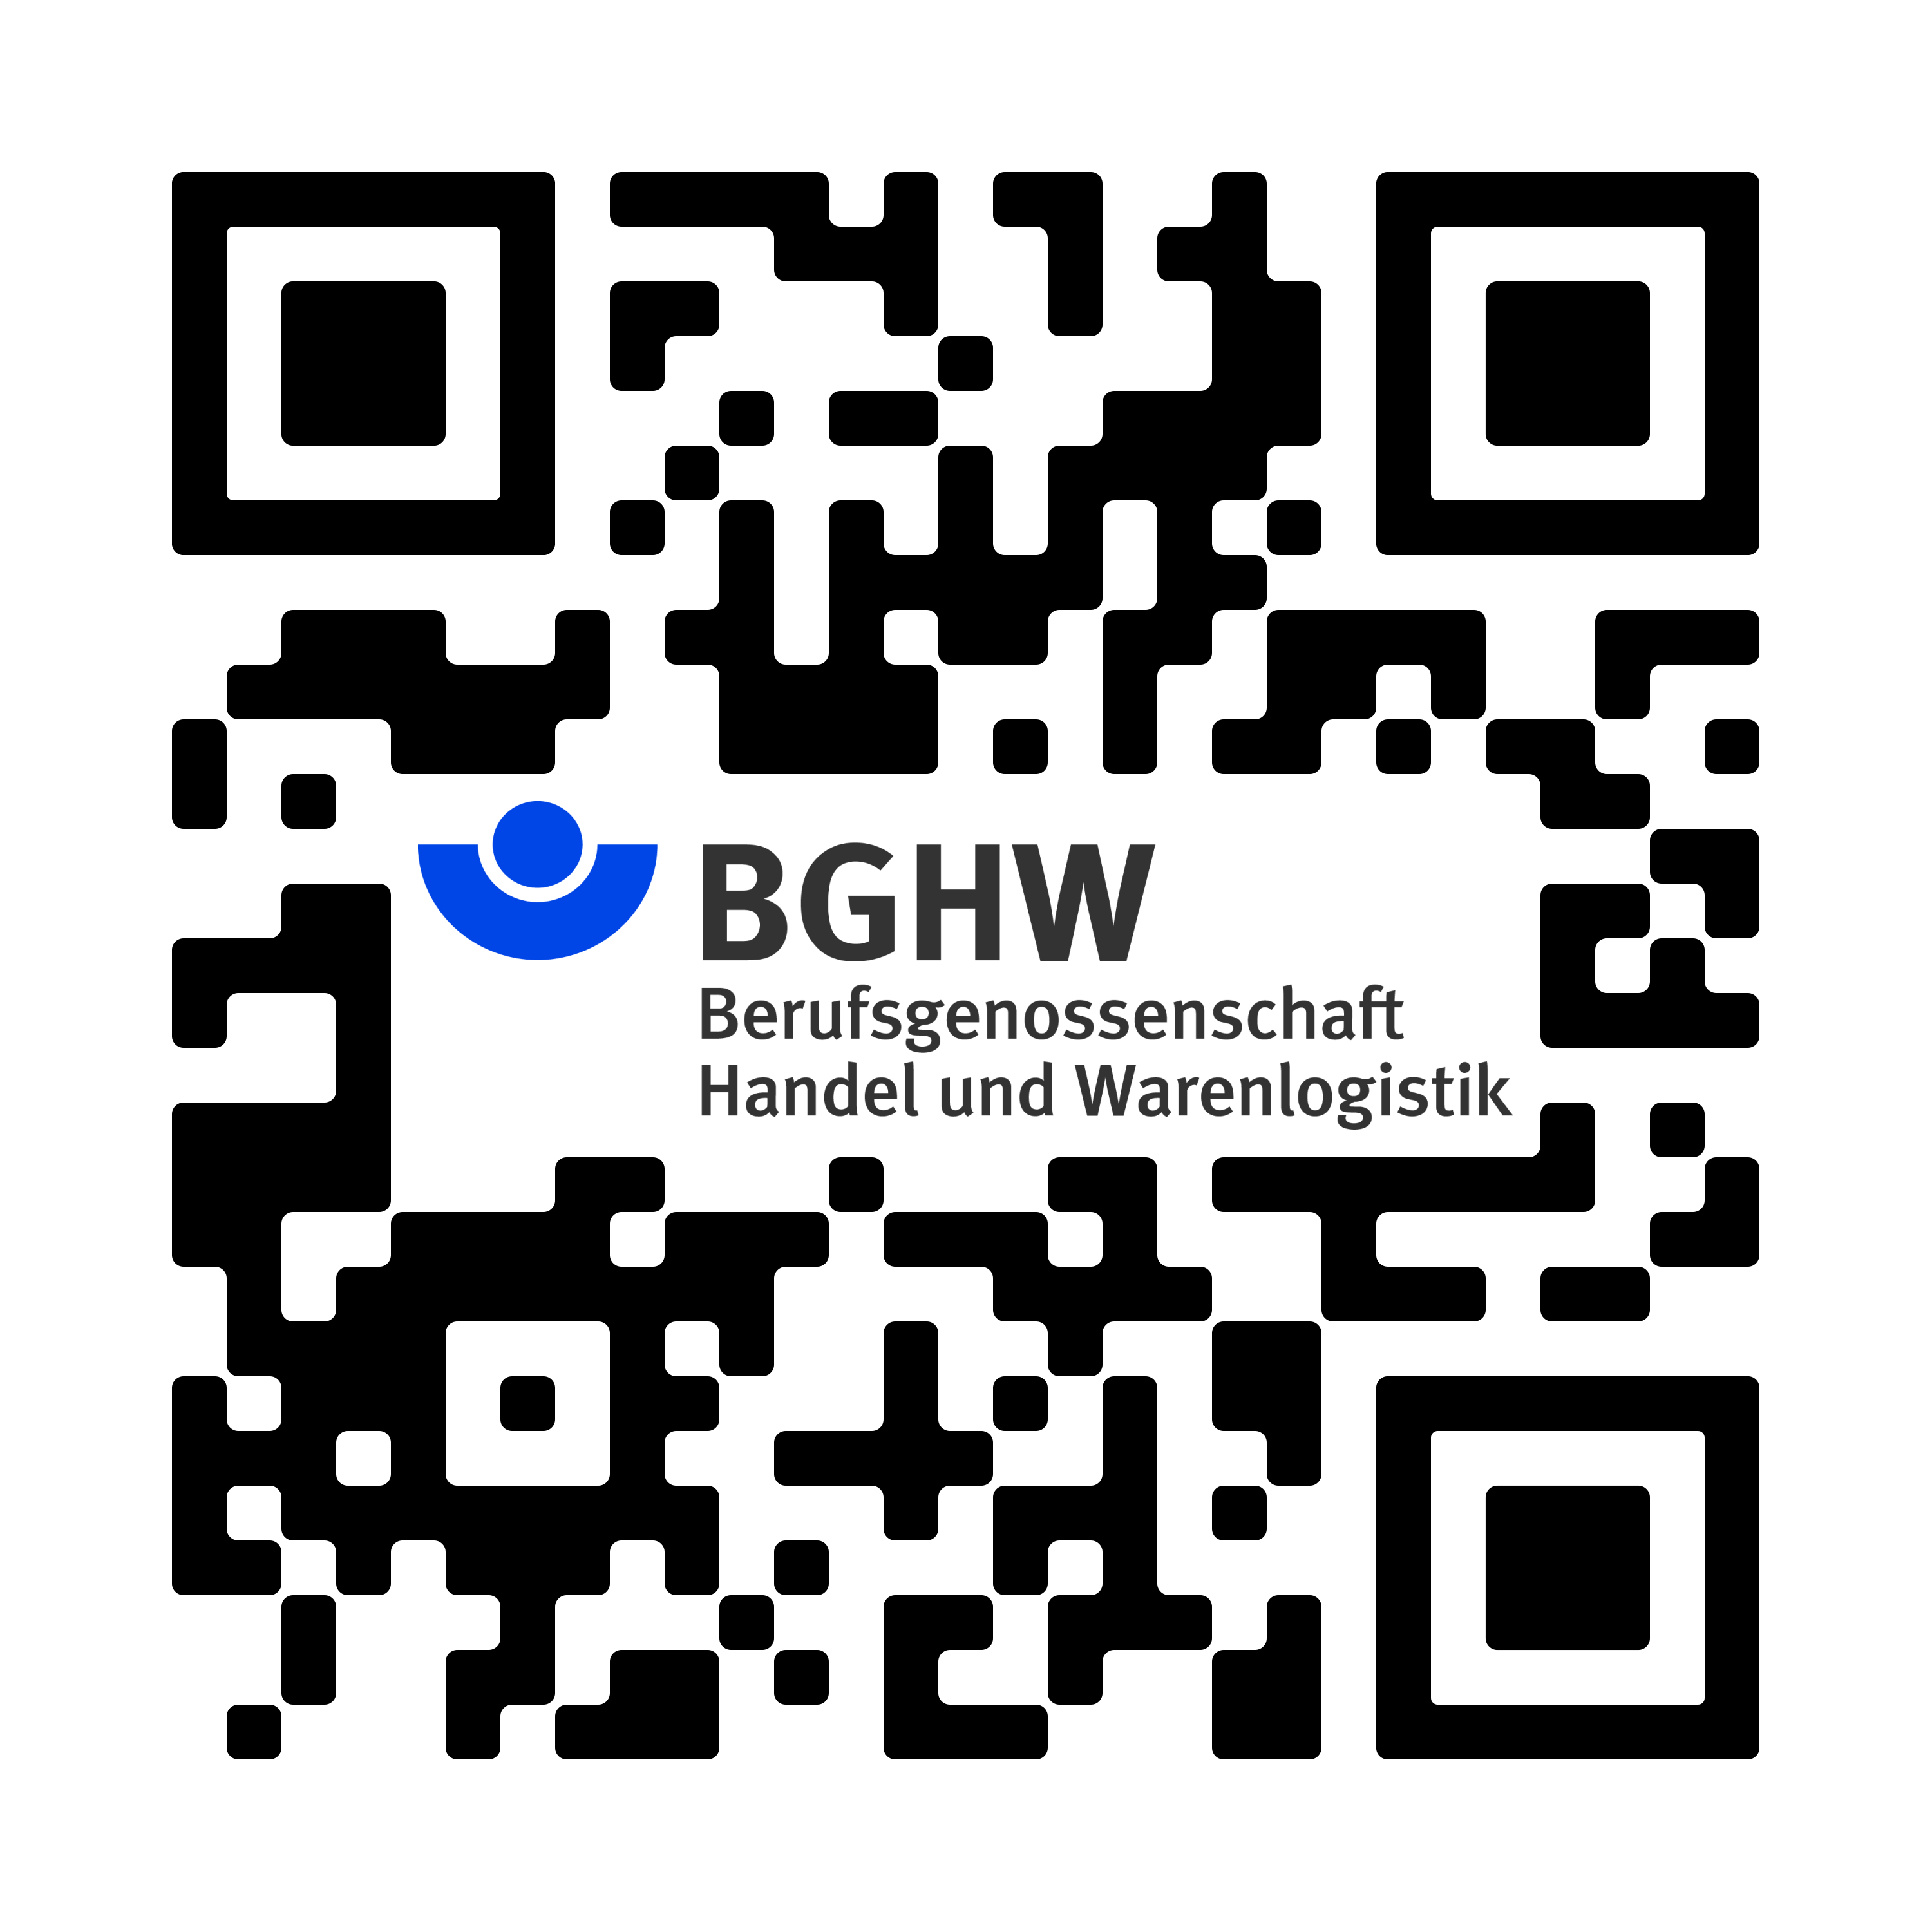 BGHW
Berufsgenossenschaft
Handel und Warenlogistik